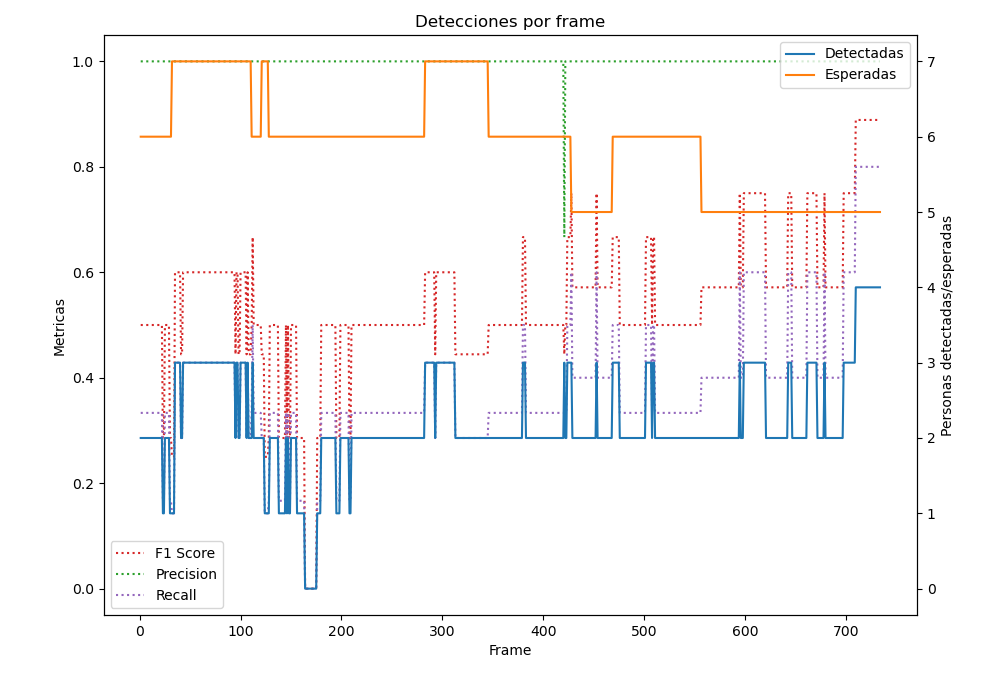 Detecciones por frame
Detectadas
Esperadas
1.0
0.8
0.6
0.4
0.2
0.0
Metricas
7
6
5
4
3
2
1
0
Personas detectadas/esperadas
F1 Score
Precision
Recall
0 100 200 300 400 500 600 700
Frame